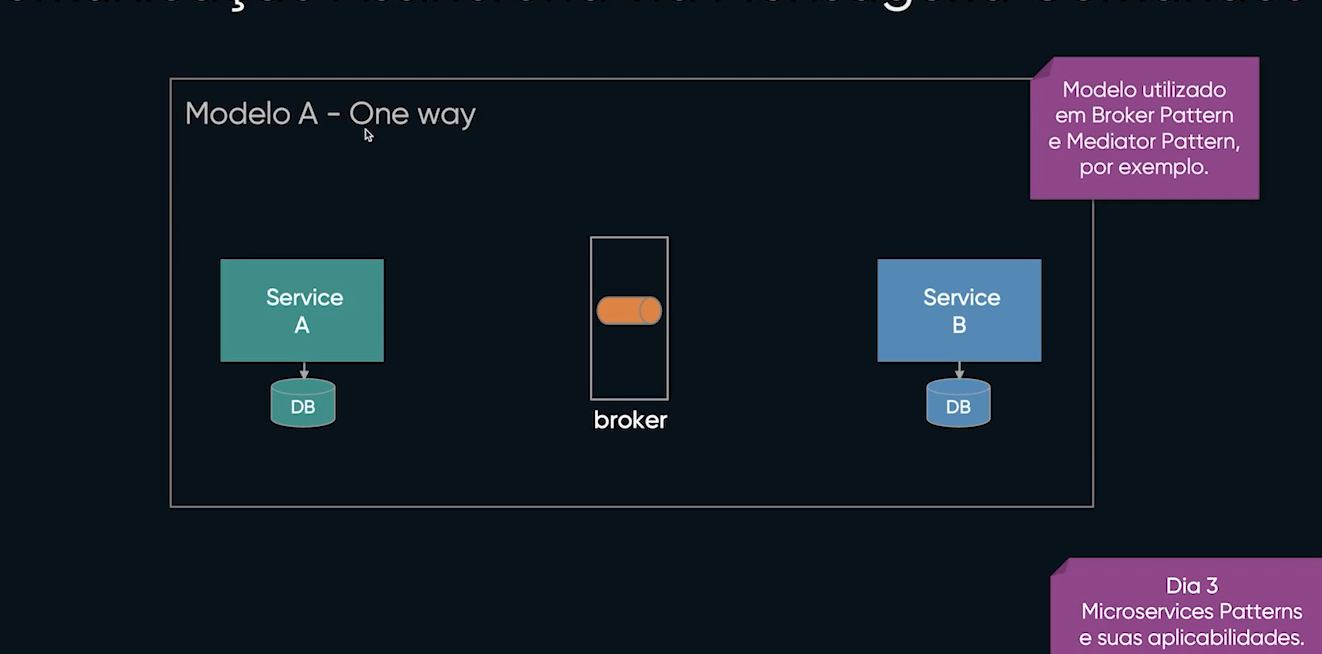 Modelo A - One way
Modelo utilizado
em Broker Pattern
e Mediator Pattern,
por exemplo.
Service
A
DB
broker
Service
B
DB
Dia 3
Microservices Patterns
e suas aplicabilidades.